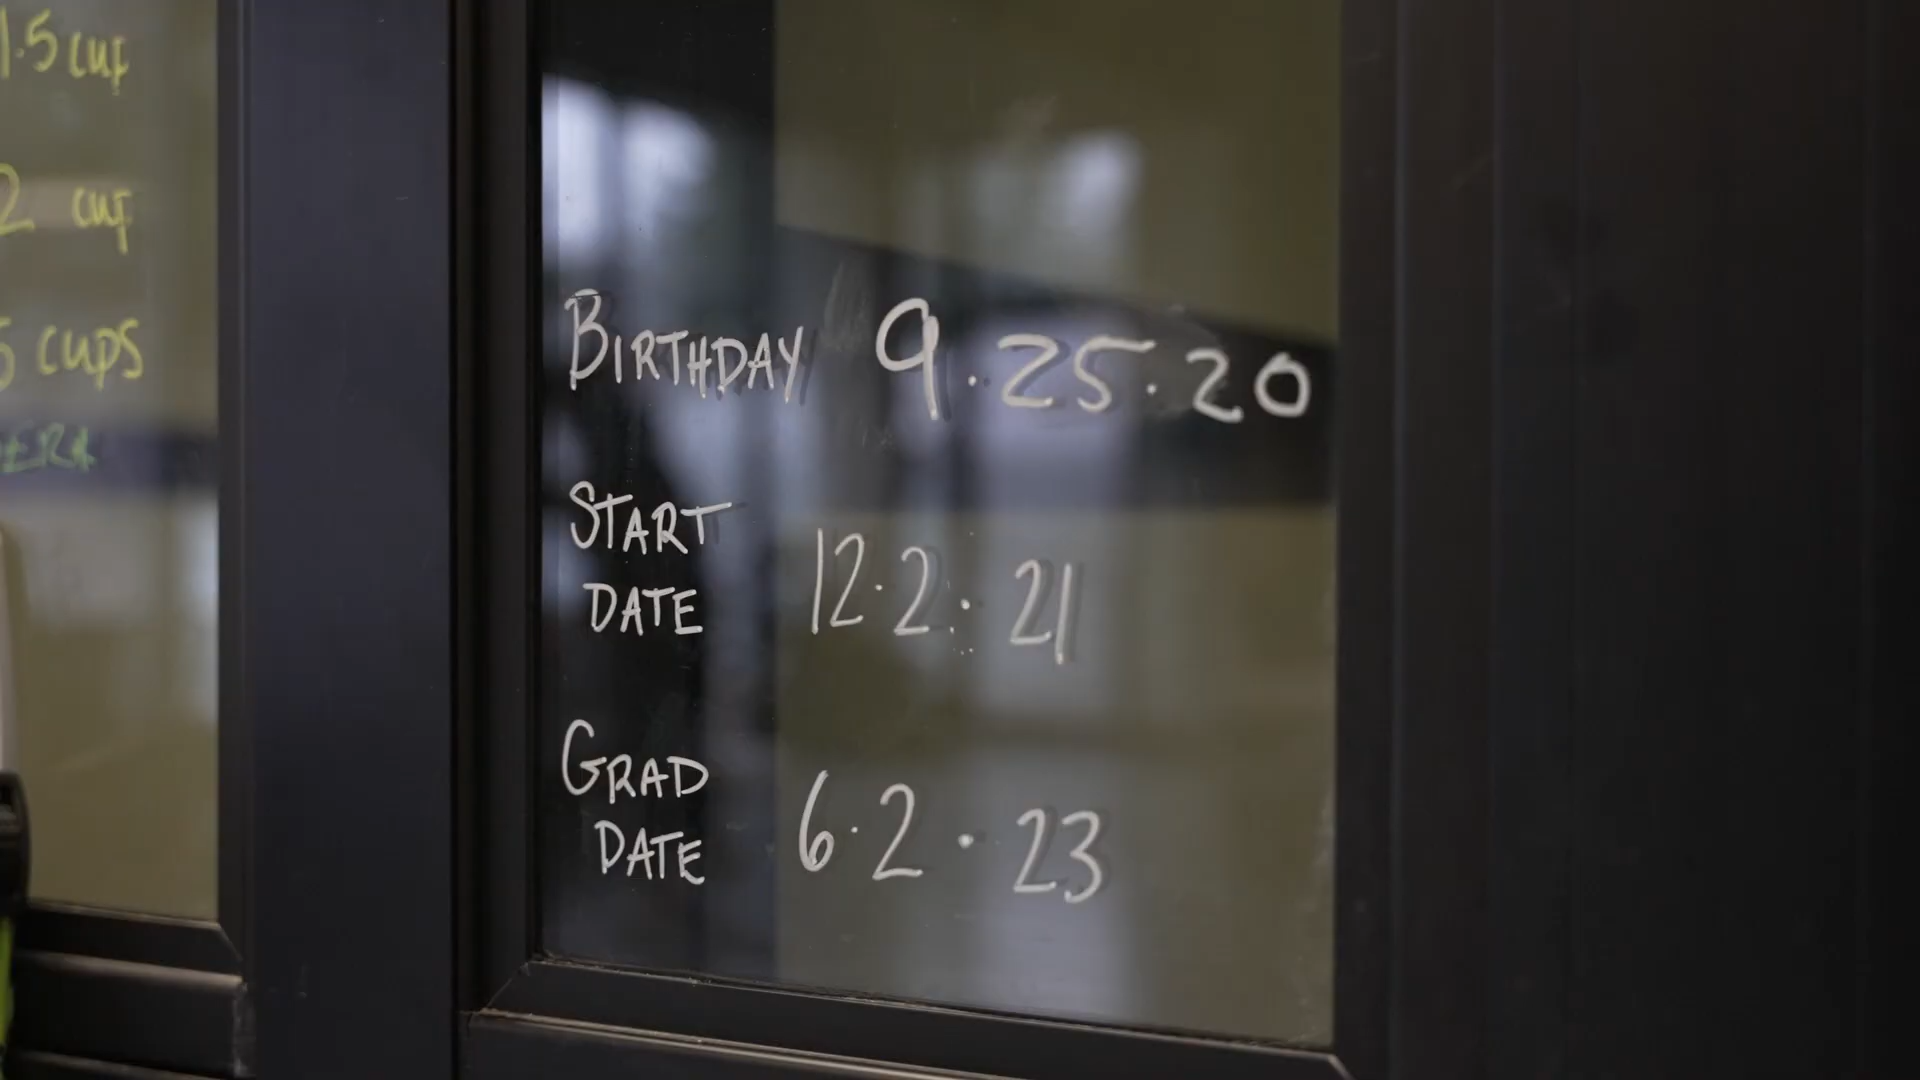 1.5 cup
2 cup
5 cups
BIRTHDAY 9.25.20
START
DATE 12.2.21
GRAD
DATE 6.2.23